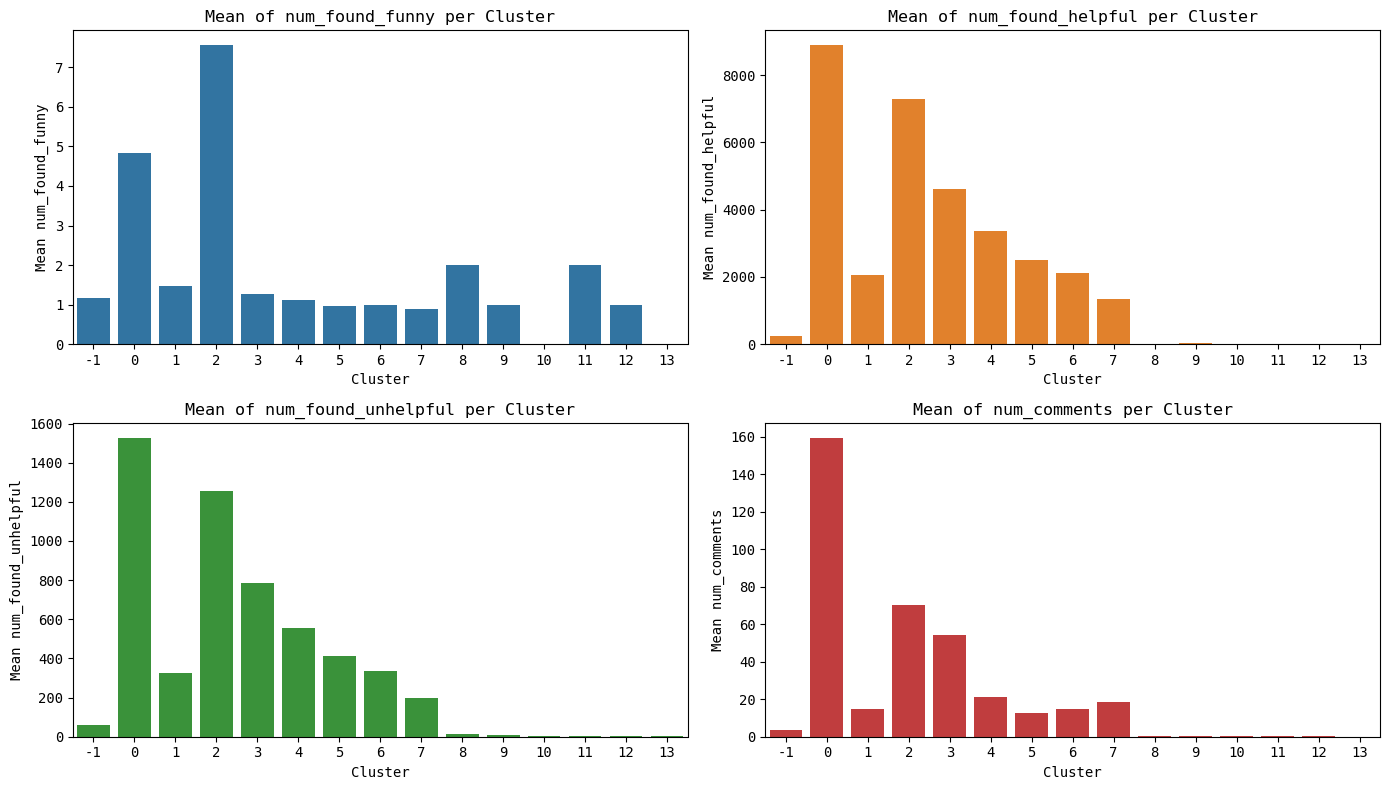 Mean of num_found_funny per Cluster
Mean num_found_funny
7
6
5
4
3
2
1
0
-1 0 1 2 3 4 5 6 7 8 9 10 11 12 13
Cluster
Mean of num_found_helpful per Cluster
Mean num_found_helpful
8000
6000
4000
2000
0
-1 0 1 2 3 4 5 6 7 8 9 10 11 12 13
Cluster
Mean of num_found_unhelpful per Cluster
Mean num_found_unhelpful
1600
1400
1200
1000
800
600
400
200
0
-1 0 1 2 3 4 5 6 7 8 9 10 11 12 13
Cluster
Mean of num_comments per Cluster
Mean num_comments
160
140
120
100
80
60
40
20
0
-1 0 1 2 3 4 5 6 7 8 9 10 11 12 13
Cluster